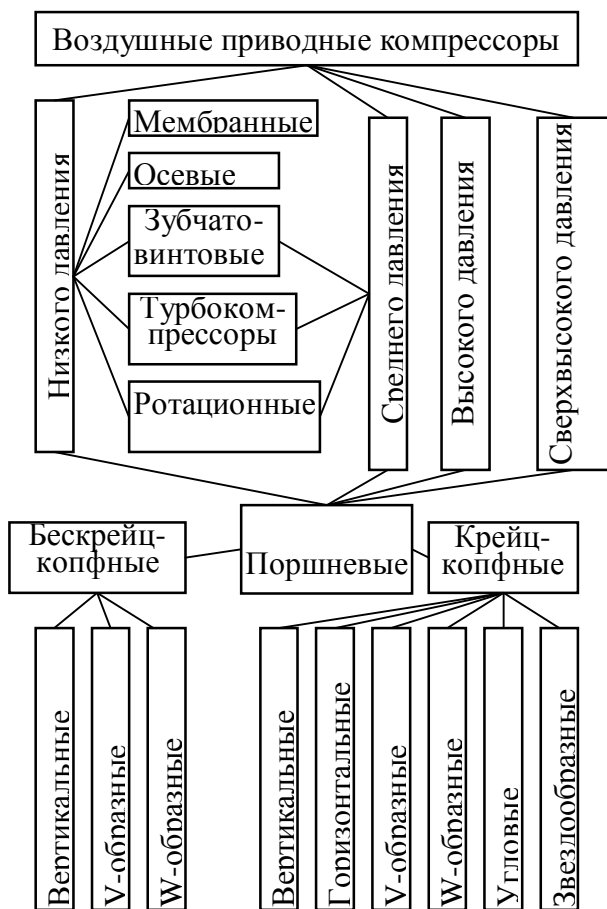 Воздушные приводные компрессоры
Низкого давления
Мембранные
Осевые
Зубчато-
винтовые
Турбоком-
прессоры
Ротационные
Среднего давления
Высокого давления
Сверхвысокого давления
Бескрейц-
копфные
Поршневые
Крейц-
копфные
Вертикальные
V-образные
W-образные
Вертикальные
Горизонтальные
V-образные
W-образные
Угловые
Звездообразные